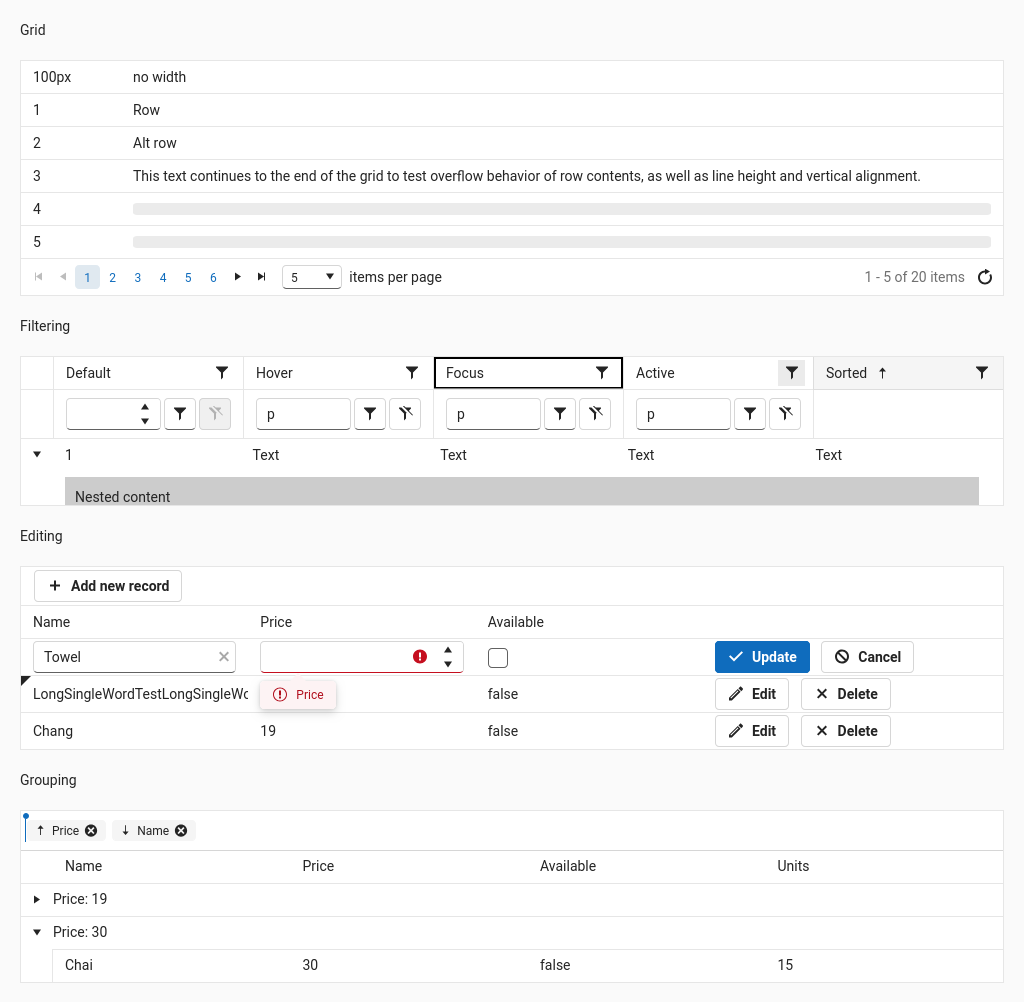 Grid
100px no width
1 Row
2 Alt row
3 This text continues to the end of the grid to test overflow behavior of row contents, as well as line height and vertical alignment.
4
5
1 2 3 4 5 6 5 items per page 1 - 5 of 20 items
Filtering
Default Hover Focus Active Sorted
p p p
1 Text Text Text Text
Nested content
Editing
Add new record
Name Price Available
Towel Update Cancel
LongSingleWordTestLongSingleWo Price false Edit Delete
Chang 19 false Edit Delete
Grouping
Price Name
Name Price Available Units
Price: 19
Price: 30
Chai 30 false 15